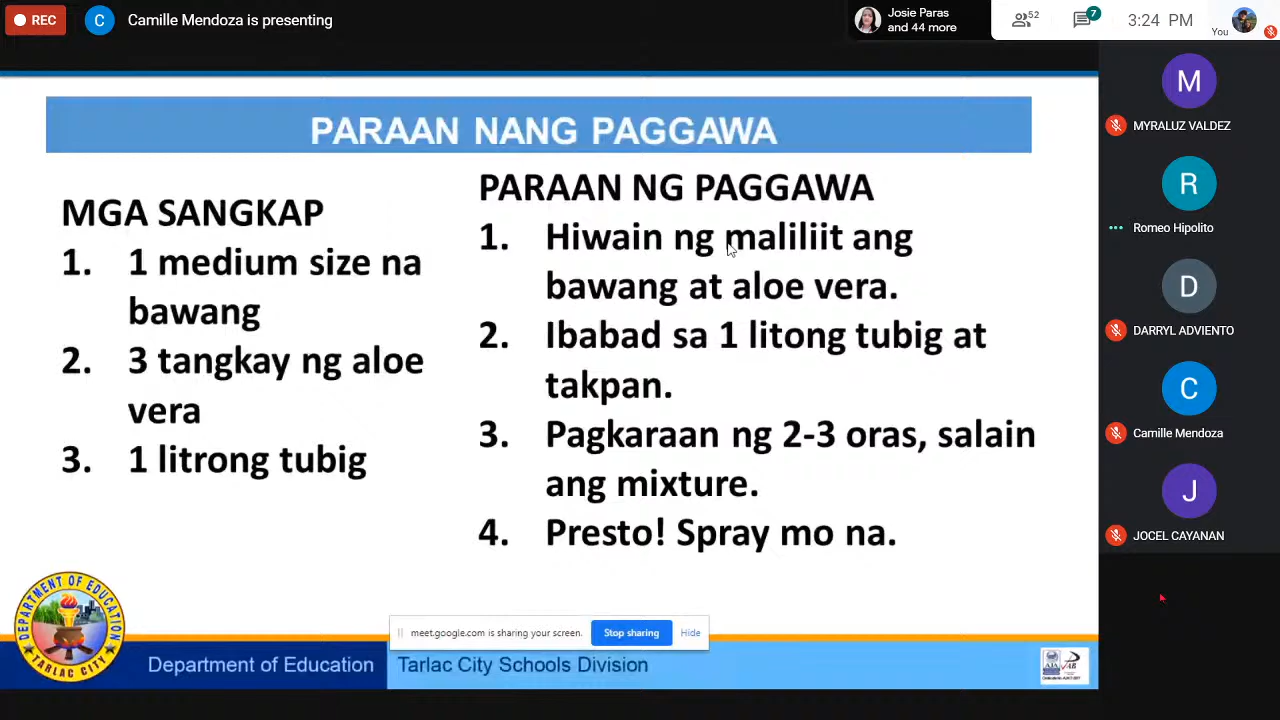 REC
C
Camille Mendoza is presenting
Josie Paras
and 44 more
52
7
3:24 PM
You
PARAAN NANG PAGGAWA
MGA SANGKAP
1. 1 medium size na
bawang
2. 3 tangkay ng aloe
vera
3. 1 litrong tubig
PARAAN NG PAGGAWA
1. Hiwain ng maliliit ang
bawang at aloe vera.
2. Ibabad sa 1 litong tubig at
takpan.
3. Pagkaraan ng 2-3 oras, salain
ang mixture.
4. Presto! Spray mo na.
M
MYRALUZ VALDEZ
R
Romeo Hipolito
D
DARRYL ADVIENTO
C
Camille Mendoza
J
JOCEL CAYANAN
meet.google.com is sharing your screen.
Stop sharing
Hide
DEPARTMENT OF EDUCATION
TARLAC CITY
Department of Education
Tarlac City Schools Division